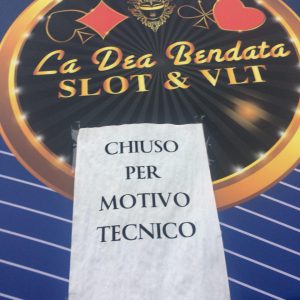 La Dea Bendata
SLOT & VLT
CHIUSO
PER
MOTIVO
TECNICO